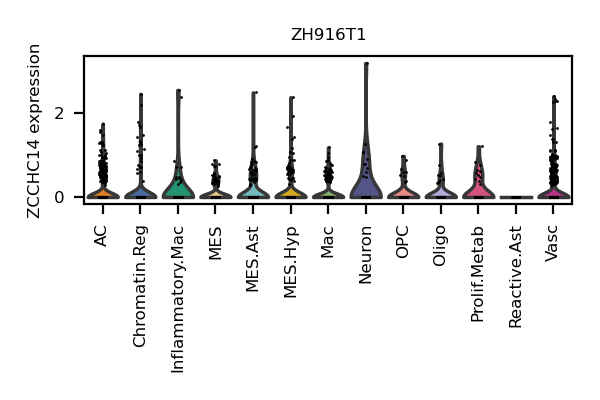 ZH916T1
ZCCHC14 expression
2
0
AC
Chromatin.Reg
Inflammatory.Mac
MES
MES.Ast
MES.Hyp
Mac
Neuron
OPC
Oligo
Prolif.Metab
Reactive.Ast
Vasc